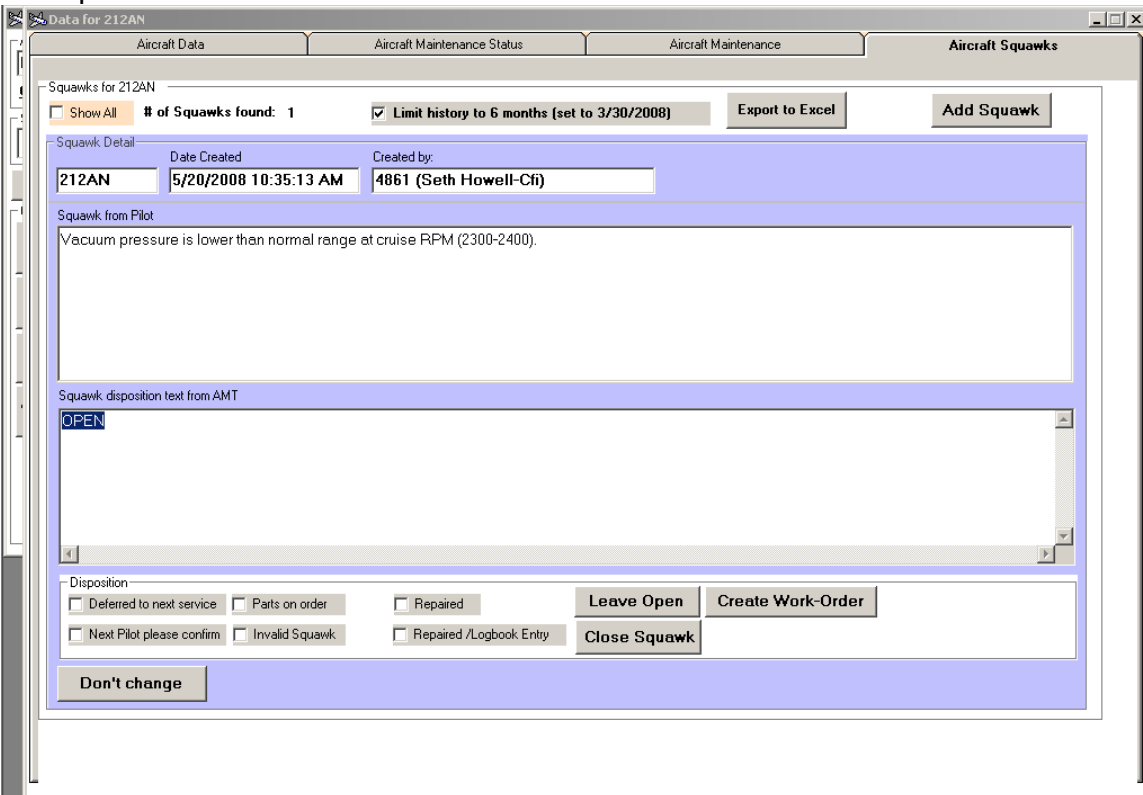 Data for 212AN
Aircraft Data Aircraft Maintenance Status Aircraft Maintenance Aircraft Squawks
Squawks for 212AN
Show All # of Squawks found: 1 Limit history to 6 months (set to 3/30/2008) Export to Excel Add Squawk
Squawk Detail
Date Created Created by:
212AN 5/20/2008 10:35:13 AM 4861 (Seth Howell-Cfi)
Squawk from Pilot
Vacuum pressure is lower than normal range at cruise RPM (2300-2400).
Squawk disposition text from AMT
OPEN
Disposition
Deferred to next service Parts on order Repaired Leave Open Create Work-Order
Next Pilot please confirm Invalid Squawk Repaired /Logbook Entry Close Squawk
Don't change